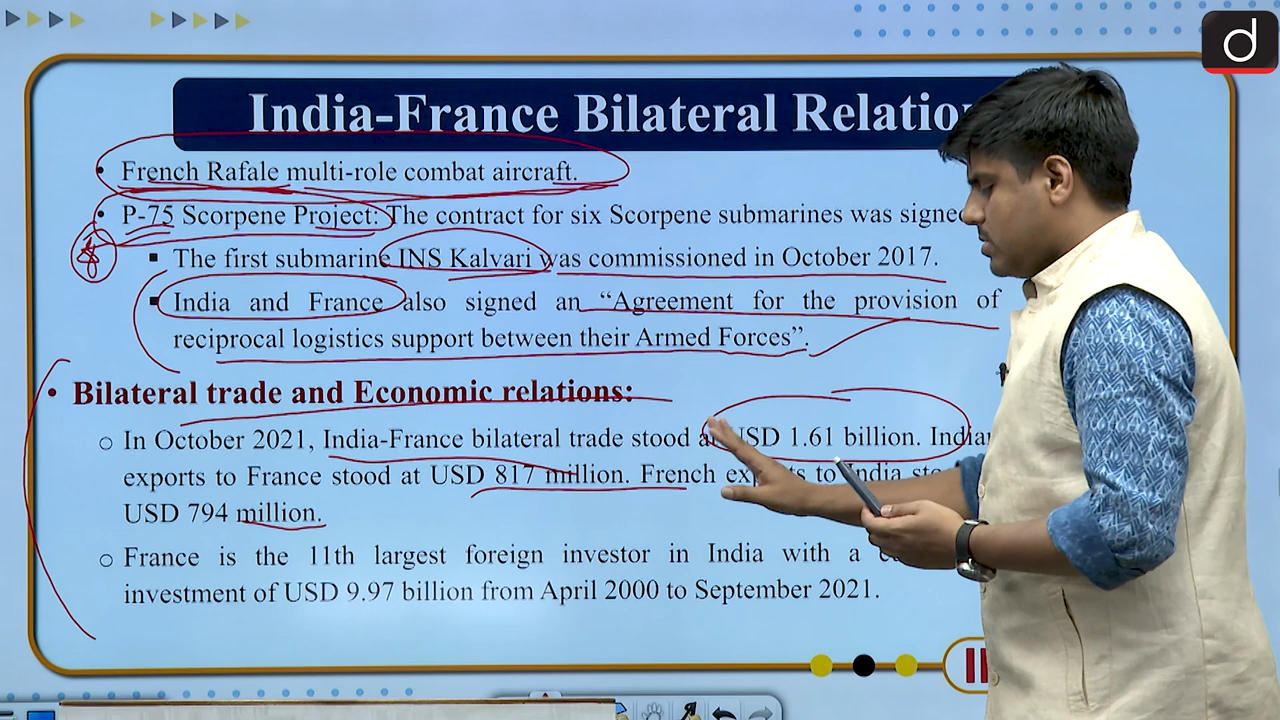 d
India-France Bilateral
• French Rafale multi-role combat aircraft.
• P-75 Scorpene Project: The contract for six Scorpene submarines was
▪ The first submarine INS Kalvari was commissioned in October 2017.
▪ India and France also signed an “Agreement for the provision of
reciprocal logistics support between their Armed Forces”.
• Bilateral trade and Economic relations:
○ In October 2021, India-France bilateral trade stood at USD 1.61 billion.
exports to France stood at USD 817 million. French to India
USD 794 million.
○ France is the 11th largest foreign investor in India with a
investment of USD 9.97 billion from April 2000 to September 2021.